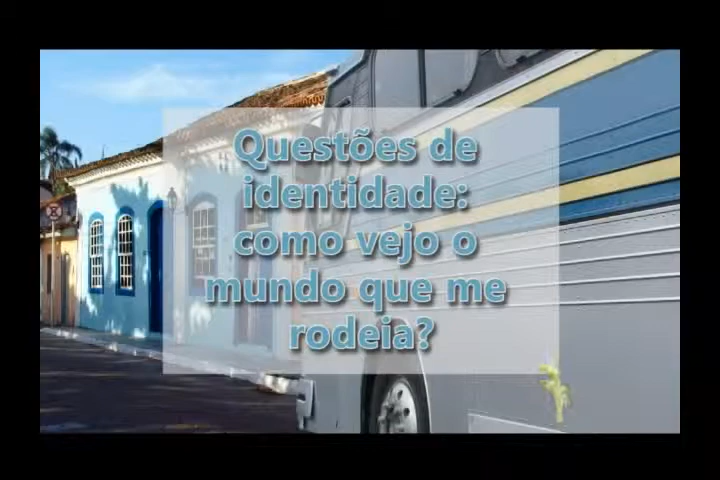 Questões de
identidade:
como vejo o
mundo que me
rodeia?